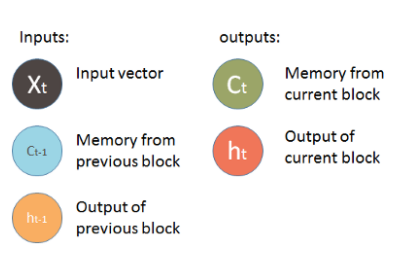 Inputs:
Xt
Input vector
Ct-1
Memory from
previous block
ht-1
Output of
previous block
outputs:
Ct
Memory from
current block
ht
Output of
current block